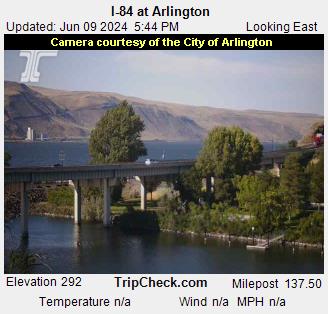 I-84 at Arlington
Updated: Jun 09 2024 5:44 PM Looking East
Camera courtesy of the City of Arlington
Elevation 292 TripCheck.com Milepost 137.50
Temperature n/a Wind n/a MPH n/a